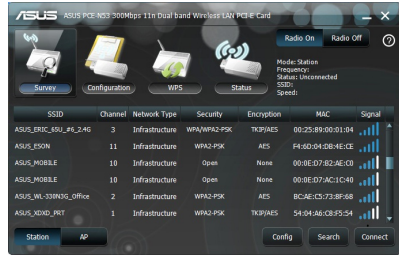 ASUS ASUS PCE-N53 300Mbps 11n Dual band Wireless LAN PCI-E Card
Radio On Radio Off
Mode: Station
Frequency:
Status: Unconnected
SSID:
Speed:
Survey Configuration WPS Status
SSID Channel Network Type Security Encryption MAC Signal
ASUS_ERIC_65U_#6_2.4G 3 Infrastructure WPA/WPA2-PSK TKIP/AES 00:25:89:00:01:04
ASUS_ESON 11 Infrastructure WPA2-PSK AES F4:6D:04:DB:4E:CE
ASUS_MOBILE 10 Infrastructure Open None 00:0E:D7:B2:AE:C0
ASUS_MOBILE 10 Infrastructure Open None 00:0E:D7:AC:1C:40
ASUS_WL-330N3G_Office 2 Infrastructure WPA2-PSK AES BC:AE:C5:73:8F:68
ASUS_XDXD_PRT 1 Infrastructure WPA2-PSK TKIP/AES 54:04:A6:C8:F5:54
Station AP Config Search Connect